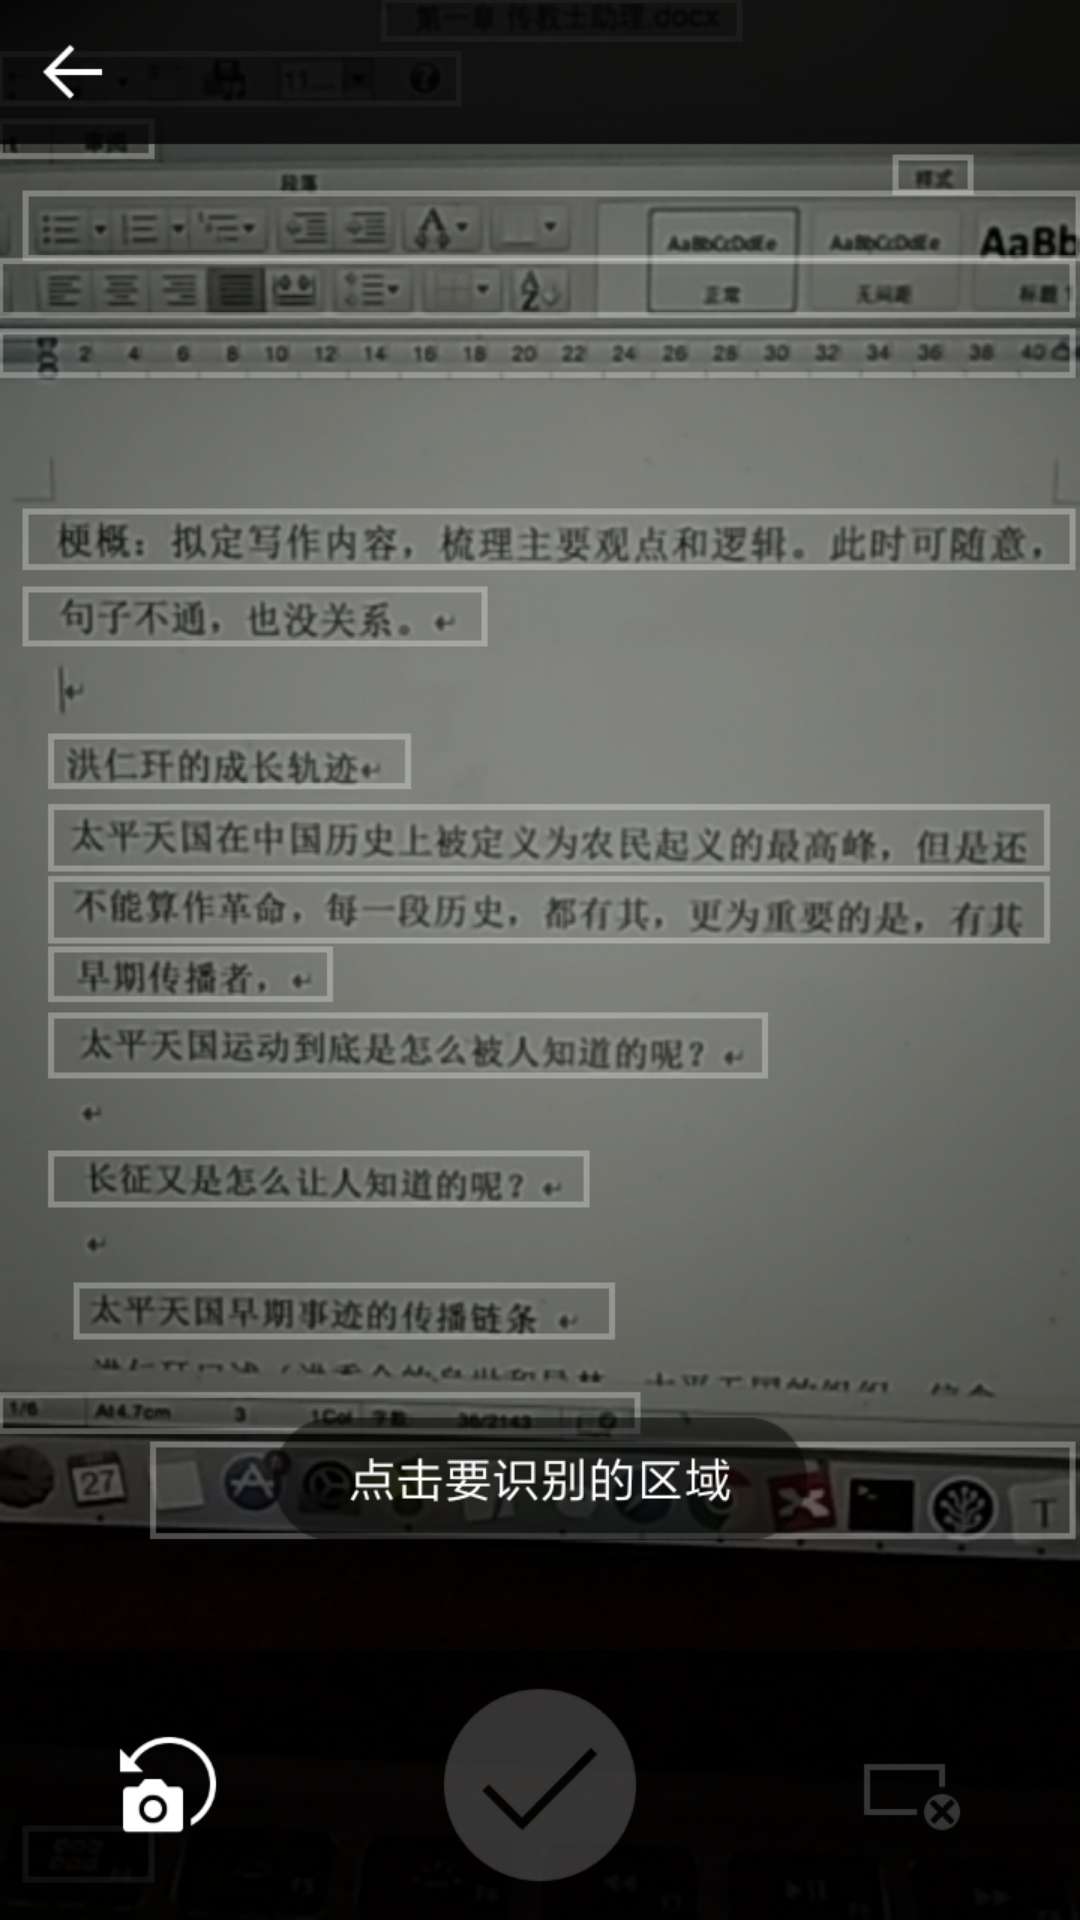 第一章 传教士助理.docx
审阅
段落
样式
AaBbCcDdEe
AaBbCcDdEe
AaBb
正常
无间距
标题 1
2 4 6 8 10 12 14 16 18 20 22 24 26 28 30 32 34 36 38 40
梗概：拟定写作内容，梳理主要观点和逻辑。此时可随意，
句子不通，也没关系。
洪仁玕的成长轨迹
太平天国在中国历史上被定义为农民起义的最高峰，但是还
不能算作革命，每一段历史，都有其，更为重要的是，有其
早期传播者，
太平天国运动到底是怎么被人知道的呢？
长征又是怎么让人知道的呢？
太平天国早期事迹的传播链条
1/6 At4.7cm 3 1Col 字数: 36/2143
27
点击要识别的区域
T